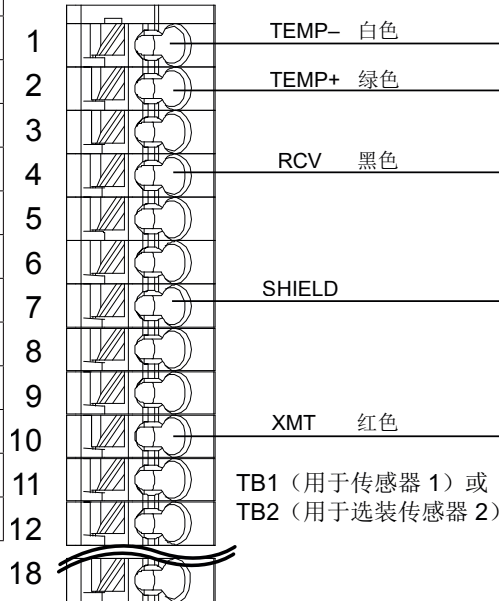 1 TEMP– 白色
2 TEMP+ 绿色
3
4 RCV 黑色
5
6
7 SHIELD
8
9
10 XMT 红色
11 TB1（用于传感器 1）或
12 TB2（用于选装传感器 2）
18